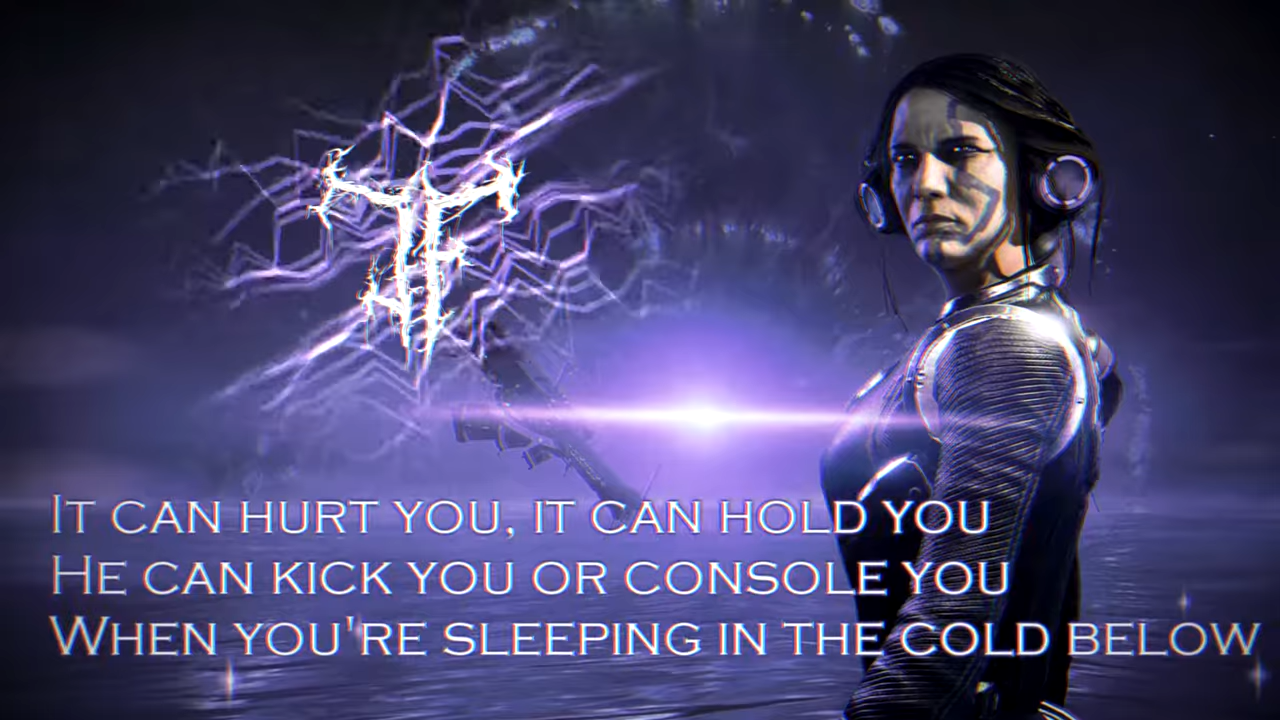 It can hurt you, it can hold you
He can kick you or console you
When you're sleeping in the cold below